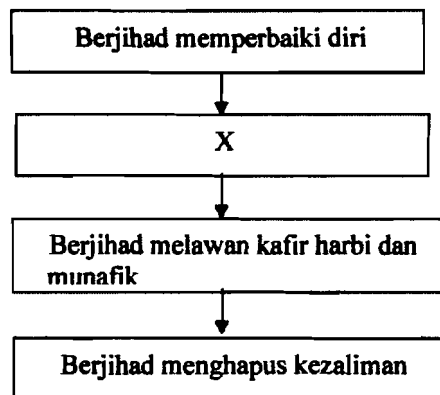 Berjihad memperbaiki diri
X
Berjihad melawan kafir harbi dan
munafik
Berjihad menghapus kezaliman